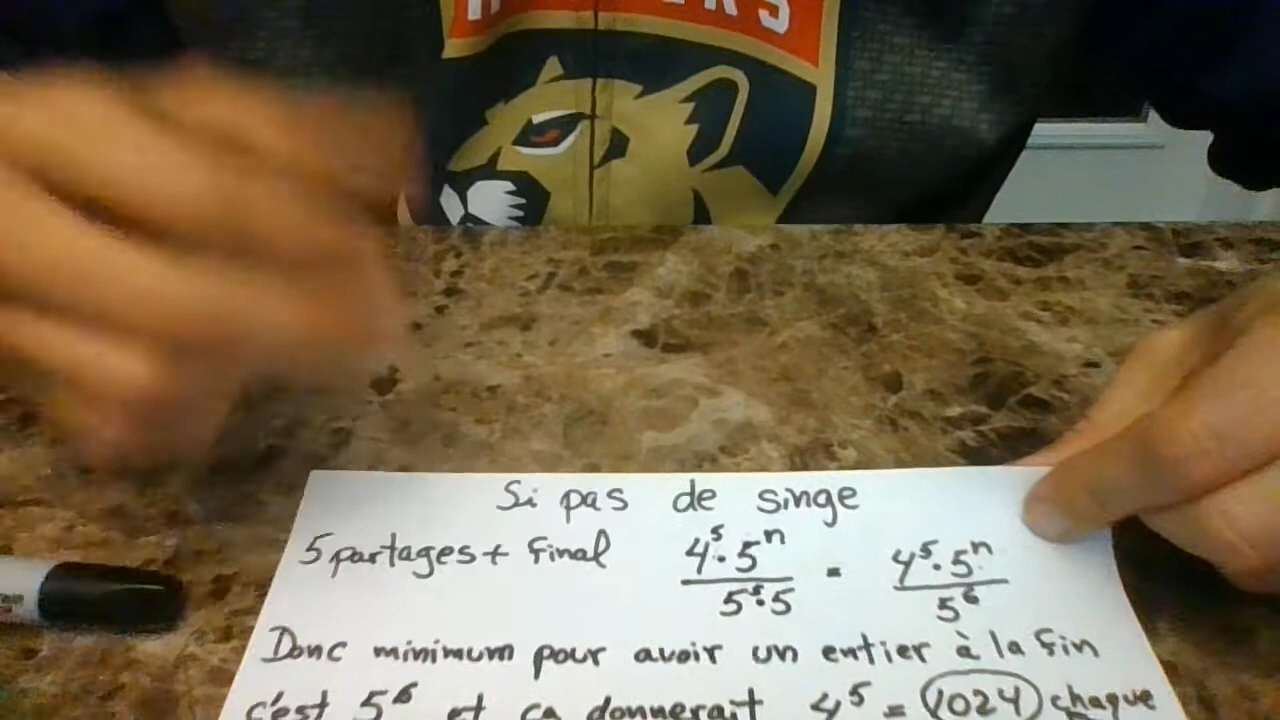 Si pas de singe
5 partages + final 4⁵·5ⁿ / 5⁵·5 = 4⁵·5ⁿ / 5⁶
Donc minimum pour avoir un entier à la fin
c'est 5⁶ et ça donnerait 4⁵ = 1024 chaque